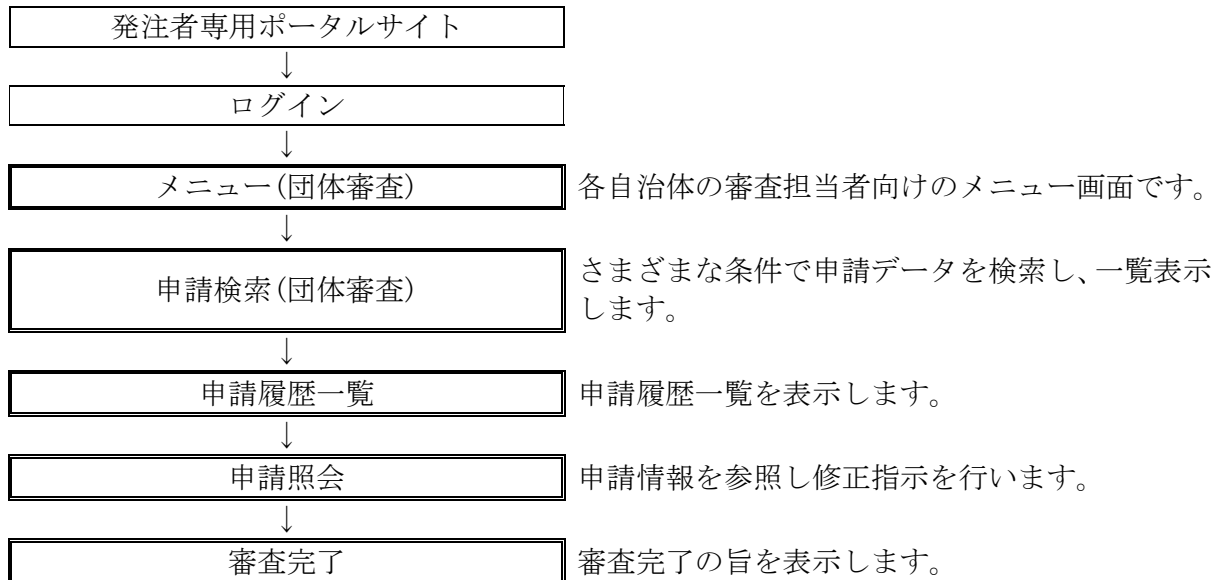 発注者専用ポータルサイト
↓
ログイン
↓
メニュー(団体審査) 各自治体の審査担当者向けのメニュー画面です。
↓
申請検索(団体審査) さまざまな条件で申請データを検索し、一覧表示
します。
↓
申請履歴一覧 申請履歴一覧を表示します。
↓
申請照会 申請情報を参照し修正指示を行います。
↓
審査完了 審査完了の旨を表示します。